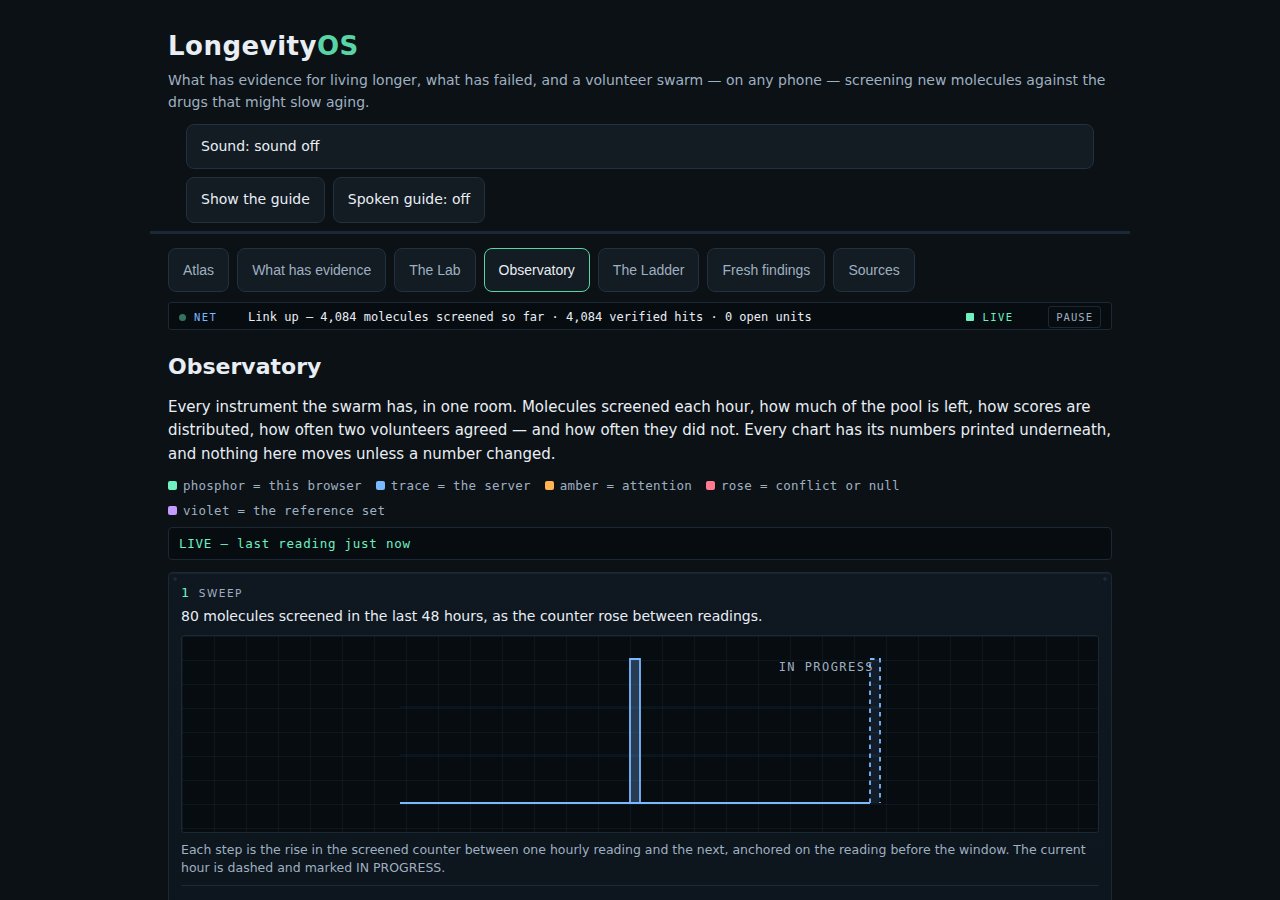 LongevityOS
What has evidence for living longer, what has failed, and a volunteer swarm — on any phone — screening new molecules against the
drugs that might slow aging.
Sound: sound off
Show the guide
Spoken guide: off
Atlas
What has evidence
The Lab
Observatory
The Ladder
Fresh findings
Sources
NET
Link up — 4,084 molecules screened so far · 4,084 verified hits · 0 open units
LIVE
PAUSE
Observatory
Every instrument the swarm has, in one room. Molecules screened each hour, how much of the pool is left, how scores are
distributed, how often two volunteers agreed — and how often they did not. Every chart has its numbers printed underneath,
and nothing here moves unless a number changed.
phosphor = this browser
trace = the server
amber = attention
rose = conflict or null
violet = the reference set
LIVE — last reading just now
1 SWEEP
80 molecules screened in the last 48 hours, as the counter rose between readings.
IN PROGRESS
Each step is the rise in the screened counter between one hourly reading and the next, anchored on the reading before the window. The current
hour is dashed and marked IN PROGRESS.